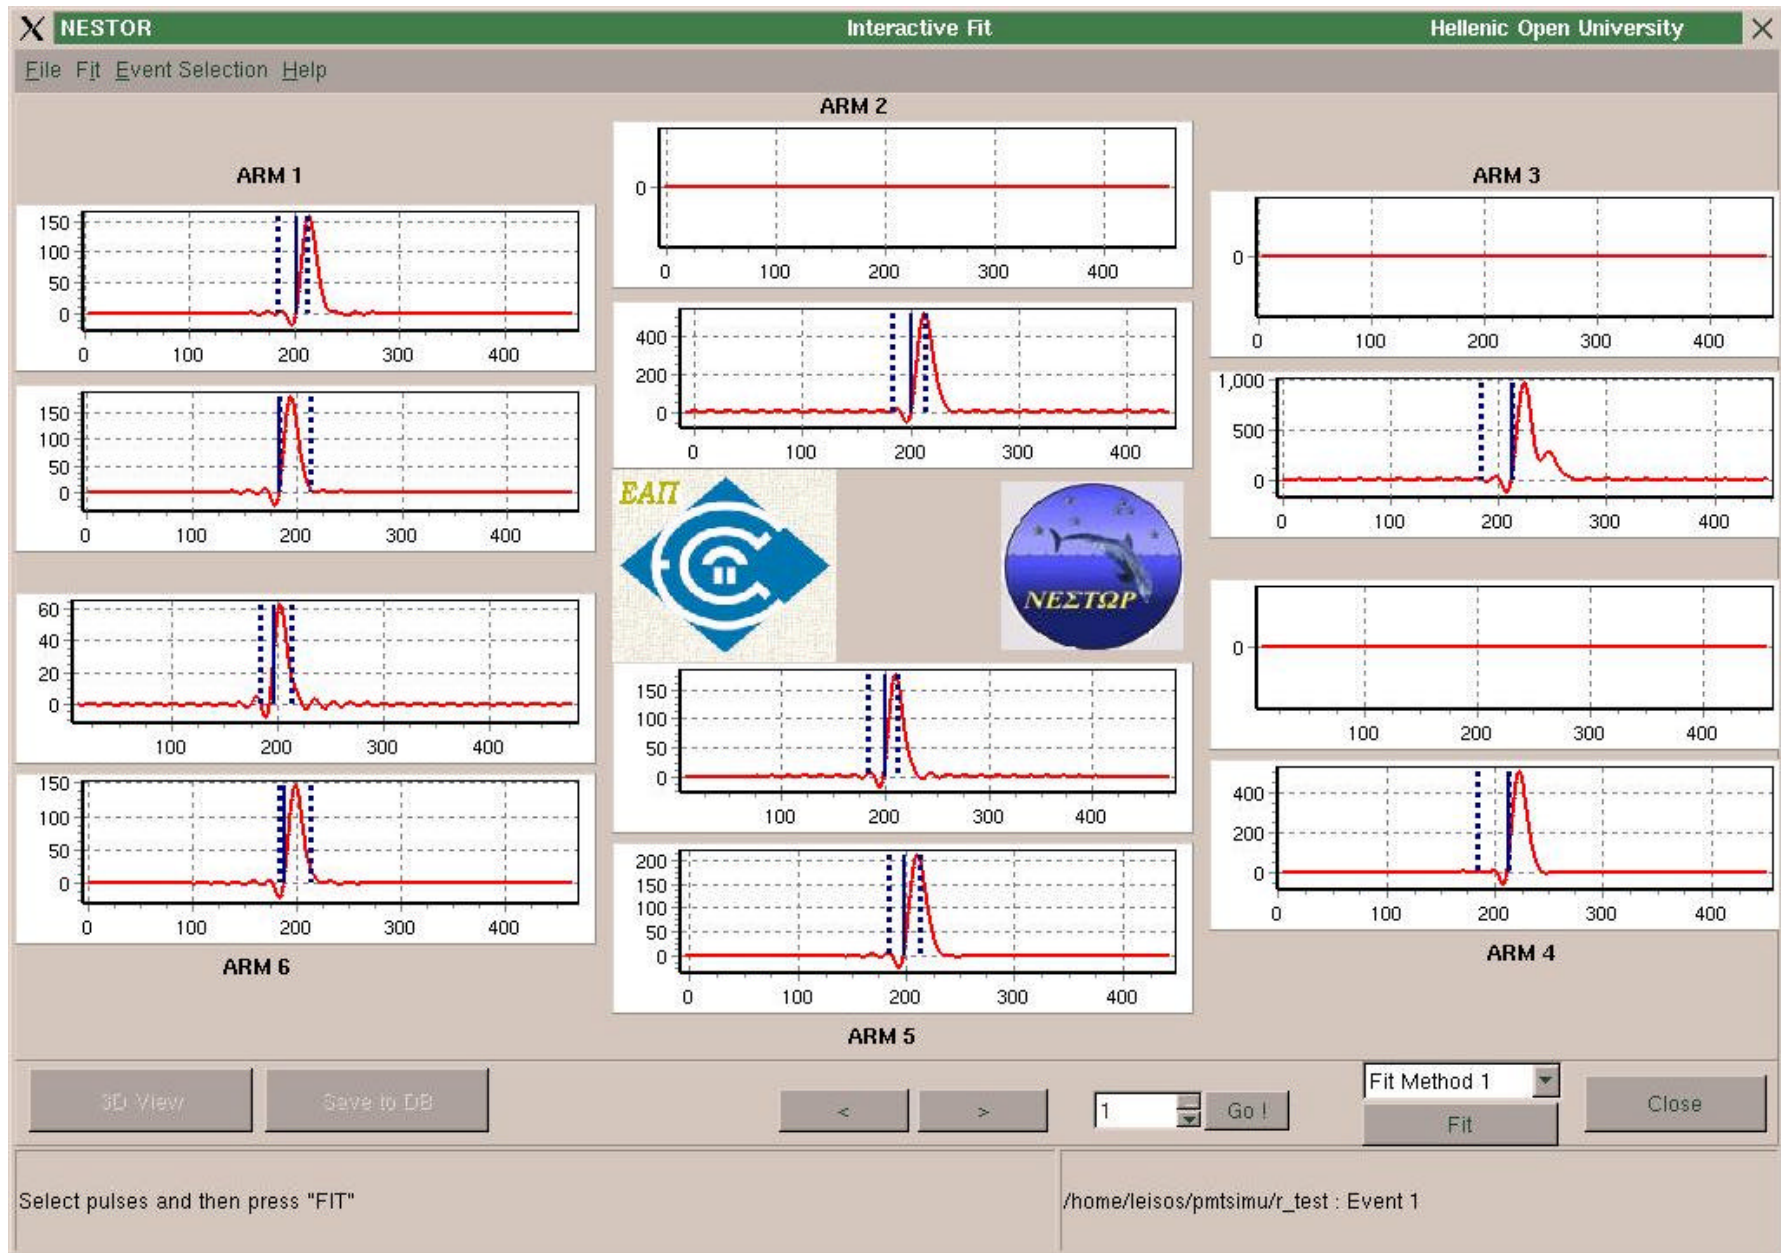 X NESTOR Interactive Fit Hellenic Open University X
File Fit Event Selection Help
ARM 2
0
0 100 200 300 400
ARM 1
150
100
50
0
0 100 200 300 400
ARM 3
0
0 100 200 300 400
400
200
0
0 100 200 300 400
150
100
50
0
0 100 200 300 400
1,000
500
0
0 100 200 300 400
ΕΑΠ
ΝΕΣΤΩΡ
60
40
20
0
100 200 300 400
0
100 200 300 400
150
100
50
0
100 200 300 400
150
100
50
0
0 100 200 300 400
ARM 6
400
200
0
0 100 200 300 400
ARM 4
200
150
100
50
0
0 100 200 300 400
ARM 5
3D View Save to DB < > 1 Go ! Fit Method 1 Close
Fit
Select pulses and then press "FIT" /home/leisos/pmtsimu/r_test : Event 1